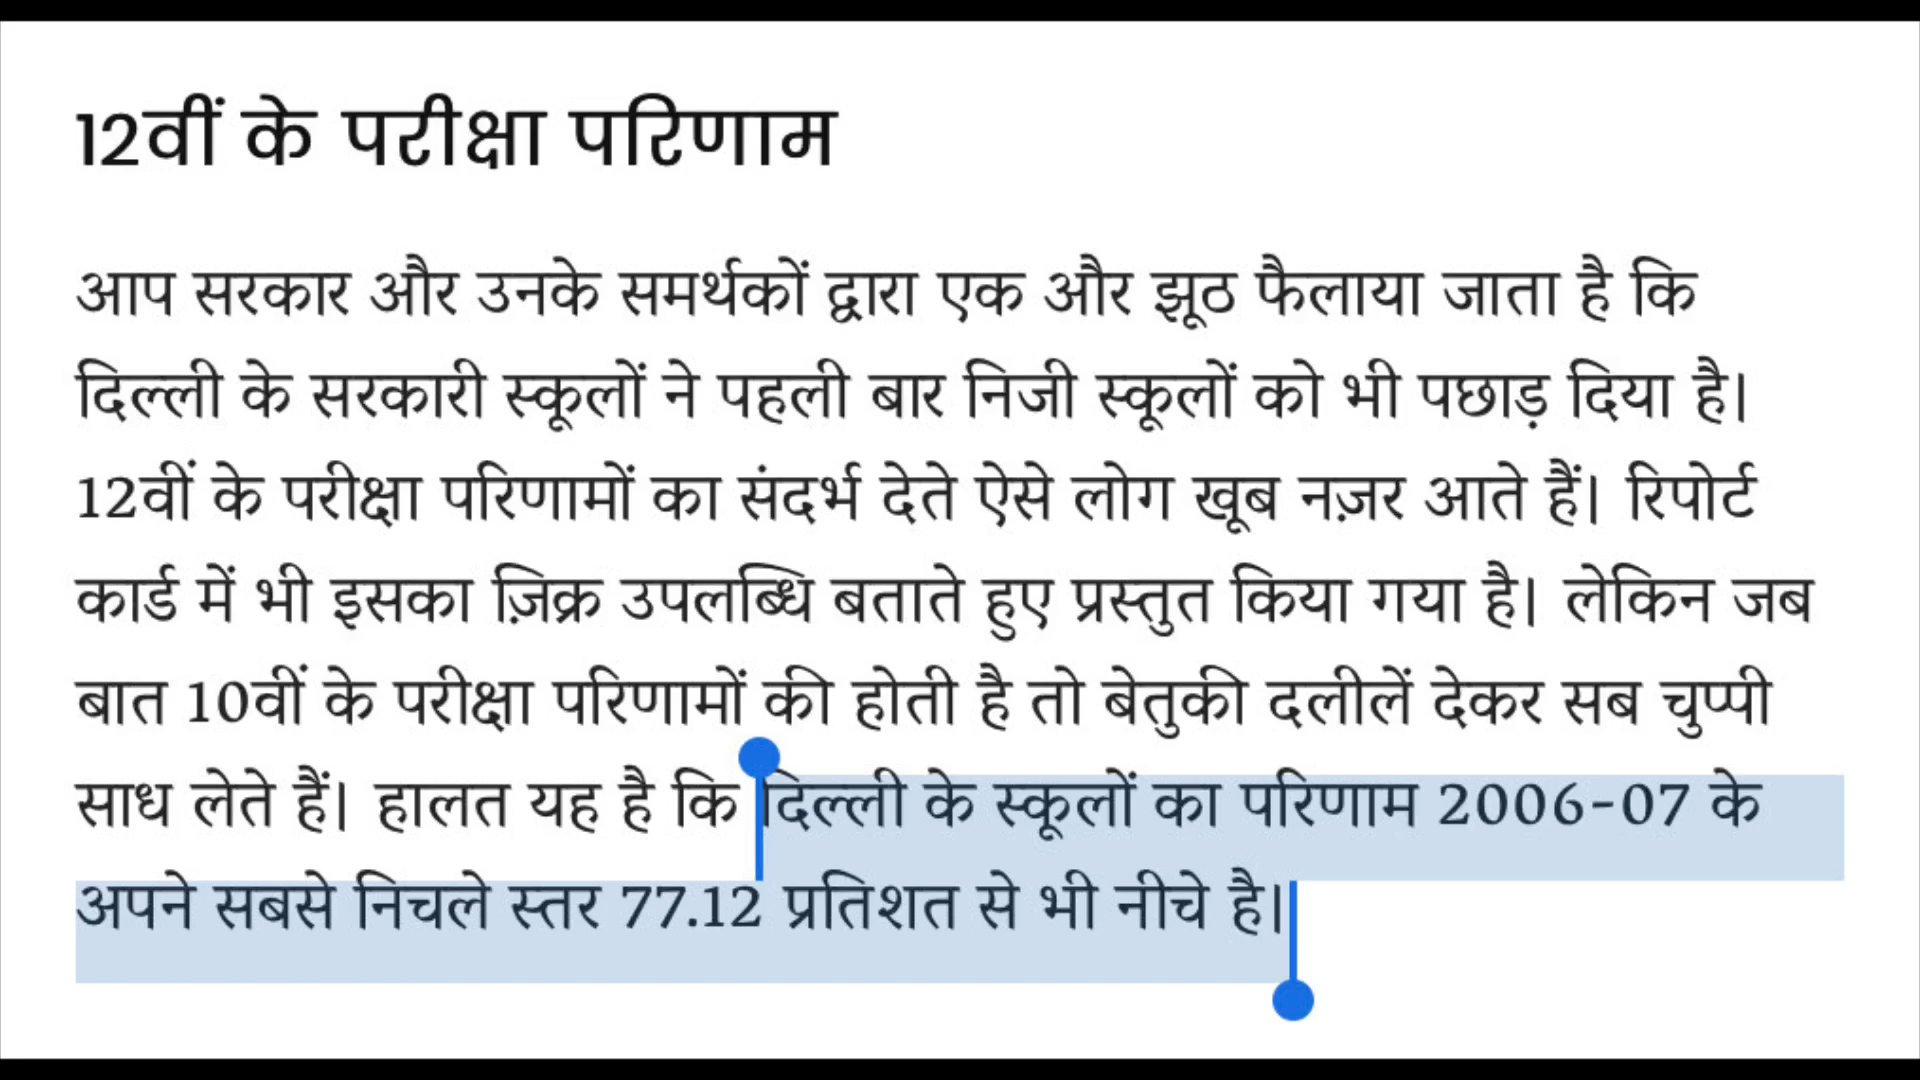 12वीं के परीक्षा परिणाम
आप सरकार और उनके समर्थकों द्वारा एक और झूठ फैलाया जाता है कि
दिल्ली के सरकारी स्कूलों ने पहली बार निजी स्कूलों को भी पछाड़ दिया है।
12वीं के परीक्षा परिणामों का संदर्भ देते ऐसे लोग खूब नज़र आते हैं। रिपोर्ट
कार्ड में भी इसका ज़िक्र उपलब्धि बताते हुए प्रस्तुत किया गया है। लेकिन जब
बात 10वीं के परीक्षा परिणामों की होती है तो बेतुकी दलीलें देकर सब चुप्पी
साध लेते हैं। हालत यह है कि दिल्ली के स्कूलों का परिणाम 2006-07 के
अपने सबसे निचले स्तर 77.12 प्रतिशत से भी नीचे है।